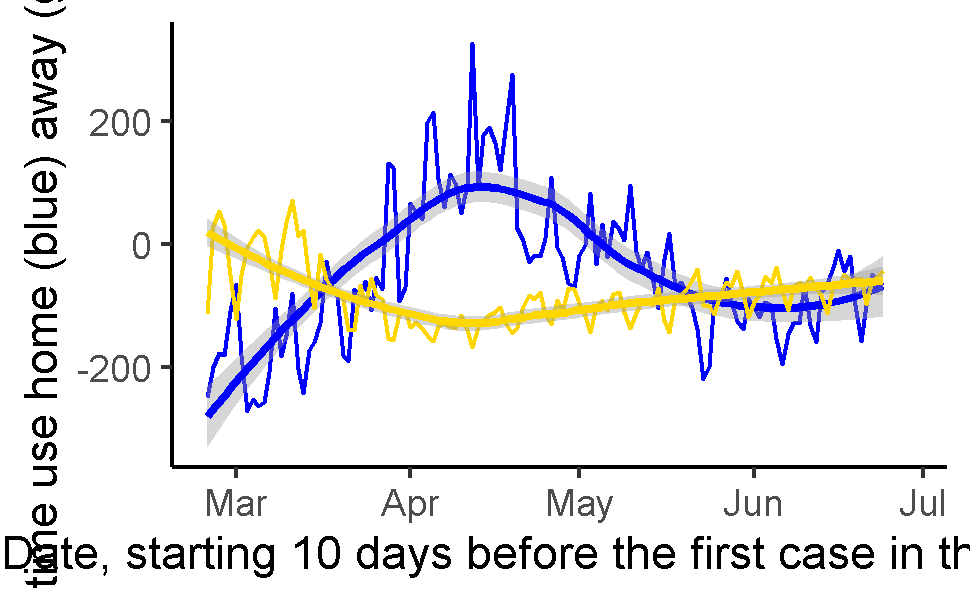 time use home (blue) away (
200
0
-200
Mar Apr May Jun Jul
Date, starting 10 days before the first case in th